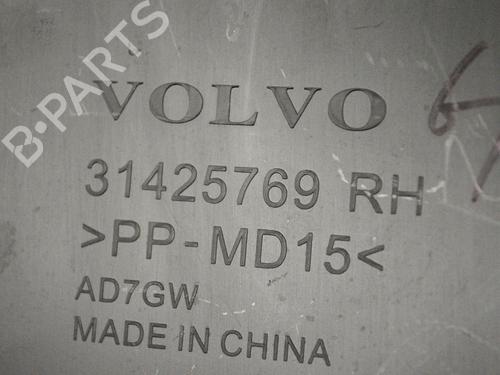 B-PARTS
VOLVO
31425769 RH
>PP-MD15<
AD7GW
MADE IN CHINA